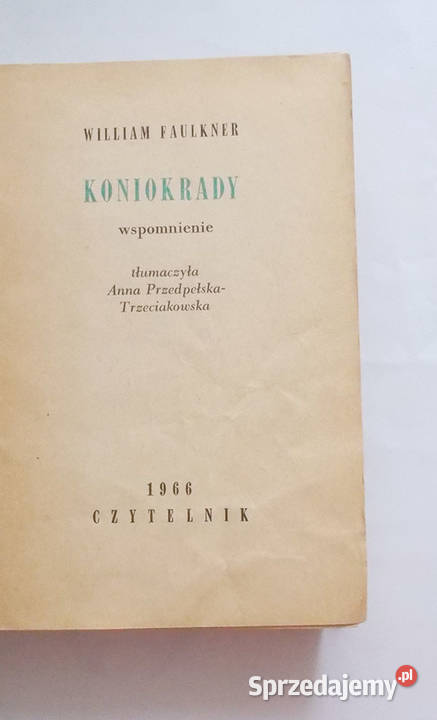 WILLIAM FAULKNER
KONIOKRADY
wspomnienie
tłumaczyła
Anna Przedpełska-
Trzeciakowska
1966
CZYTELNIK
Sprzedajemy.pl